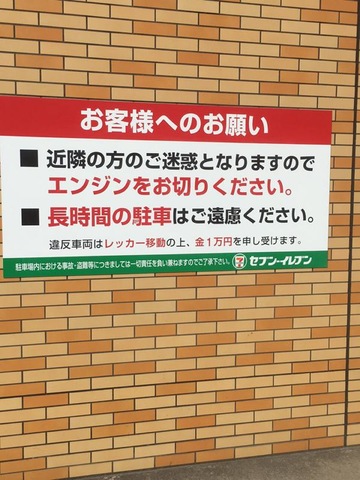 お客様へのお願い
■ 近隣の方のご迷惑となりますので
エンジンをお切りください。
■ 長時間の駐車はご遠慮ください。
違反車両はレッカー移動の上、金1万円を申し受けます。
駐車場内における事故・盗難等につきましては一切責任を負い兼ねますのでご了承下さい。 セブン-イレブン